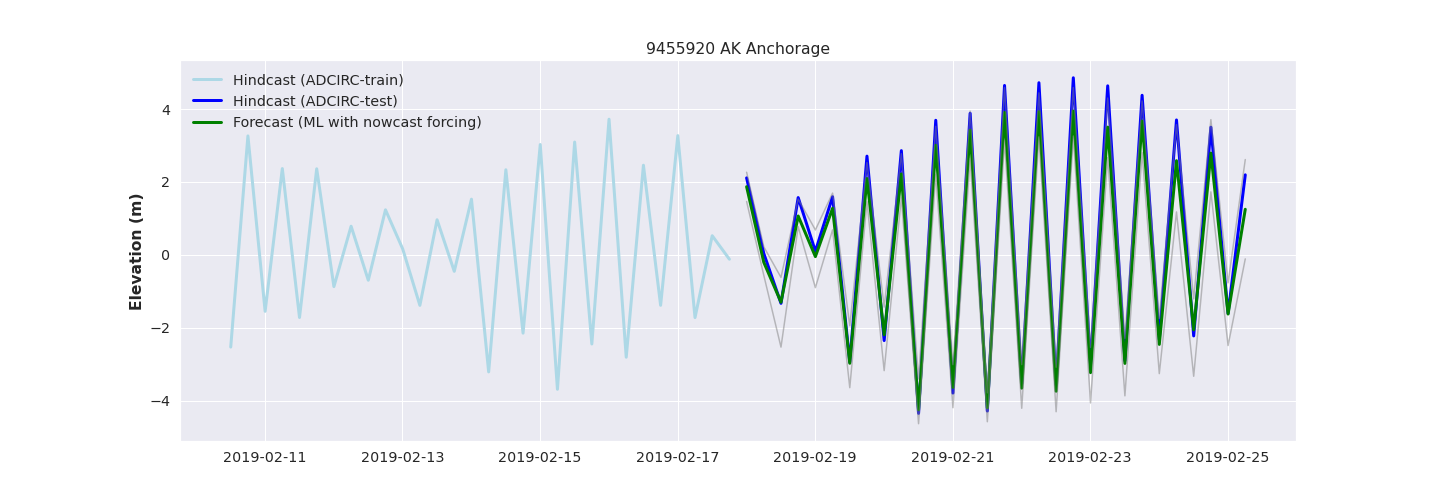 9455920 AK Anchorage
Hindcast (ADCIRC-train)
Hindcast (ADCIRC-test)
Forecast (ML with nowcast forcing)
Elevation (m)
4
2
0
−2
−4
2019-02-11 2019-02-13 2019-02-15 2019-02-17 2019-02-19 2019-02-21 2019-02-23 2019-02-25